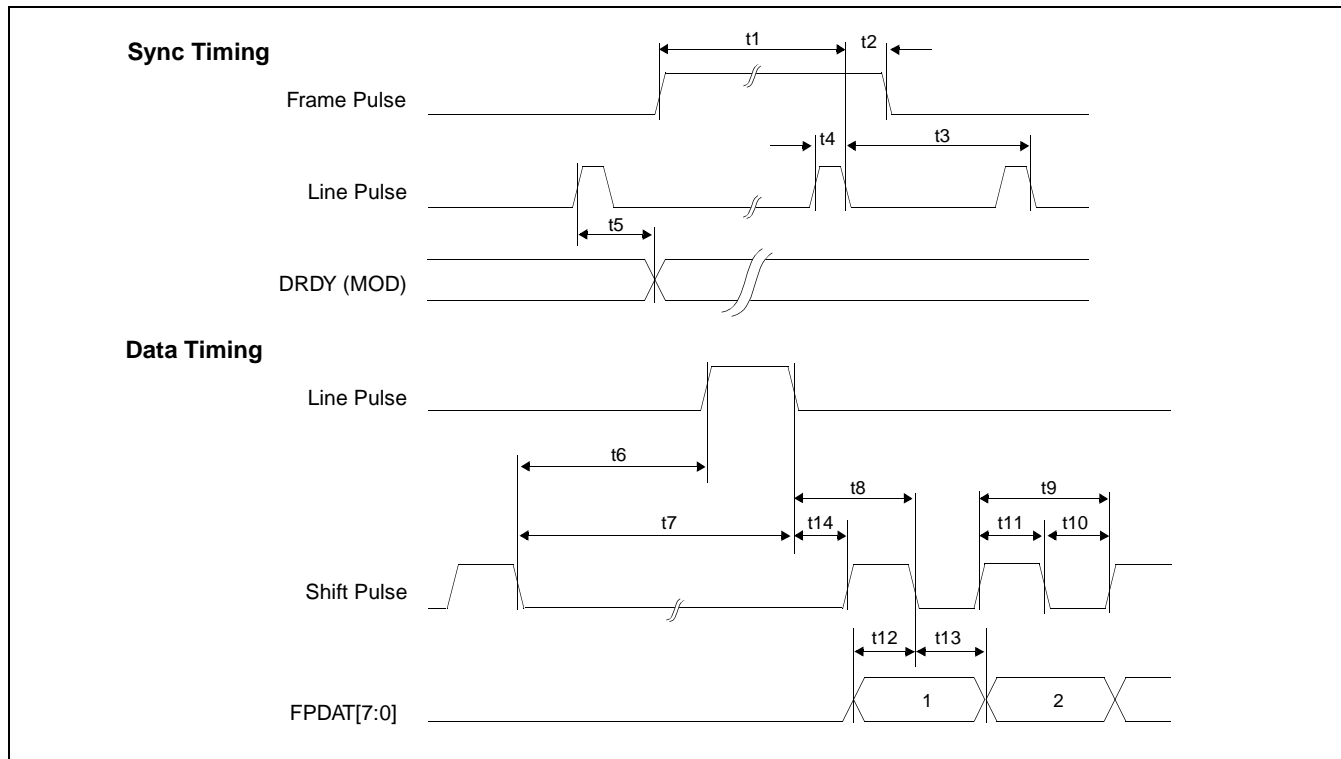 Sync Timing
t1
t2
Frame Pulse
t4
t3
Line Pulse
t5
DRDY (MOD)
Data Timing
Line Pulse
t6
t8
t9
t7
t14
t11
t10
Shift Pulse
t12
t13
FPDAT[7:0]
1
2